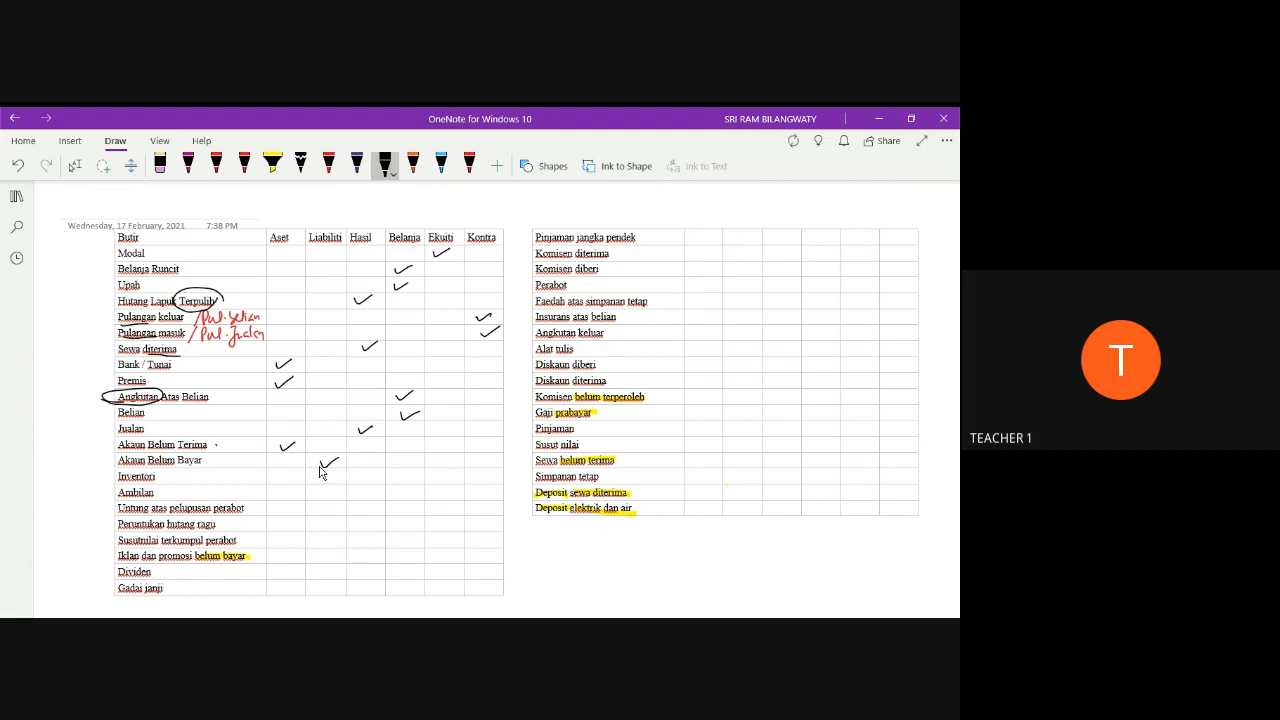 OneNote for Windows 10
SRI RAM BILANGWATY
Home Insert Draw View Help
Share
Shapes Ink to Shape Ink to Text
Wednesday, 17 February, 2021 7:38 PM
Butir Aset Liabiliti Hasil Belanja Ekuiti Kontra
Modal
Belanja Runcit
Upah
Hutang Lapuk Terpulih
Pulangan keluar / Pul. Belian
Pulangan masuk / Pul. Jualan
Sewa diterima
Bank / Tunai
Premis
Angkutan Atas Belian
Belian
Jualan
Akaun Belum Terima
Akaun Belum Bayar
Inventori
Ambilan
Untung atas pelupusan perabot
Peruntukan hutang ragu
Susutnilai terkumpul perabot
Iklan dan promosi belum bayar
Dividen
Gadai janji
Pinjaman jangka pendek
Komisen diterima
Komisen diberi
Perabot
Faedah atas simpanan tetap
Insurans atas belian
Angkutan keluar
Alat tulis
Diskaun diberi
Diskaun diterima
Komisen belum terperoleh
Gaji prabayar
Pinjaman
Susut nilai
Sewa belum terima
Simpanan tetap
Deposit sewa diterima
Deposit elektrik dan air
T
TEACHER 1